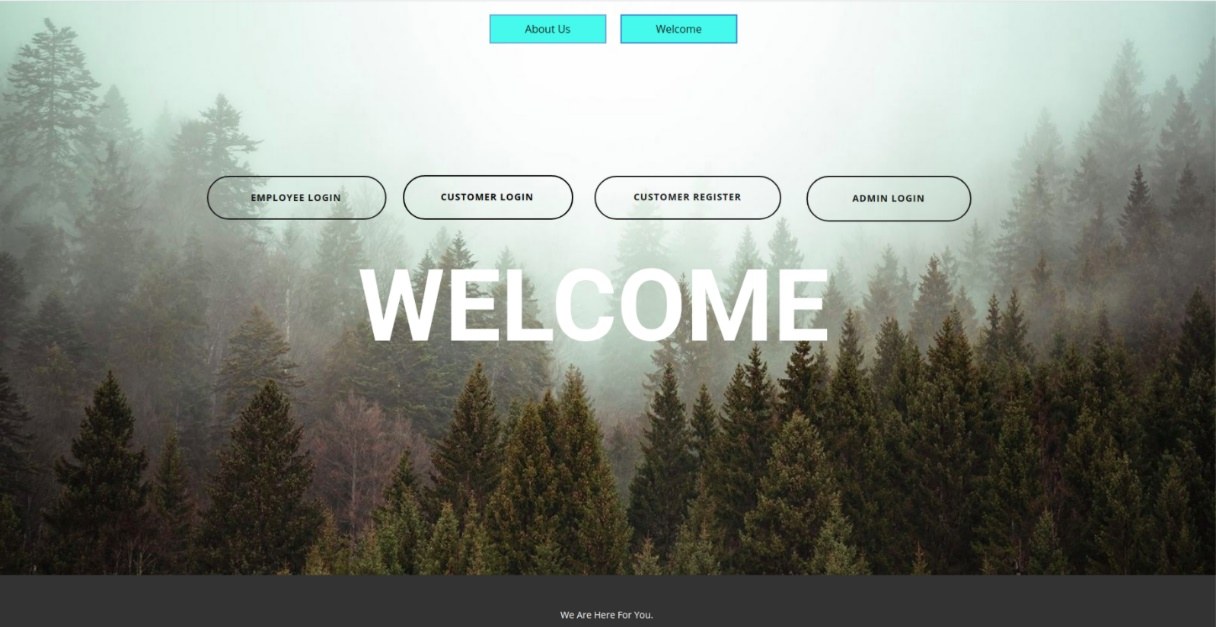 About Us Welcome
EMPLOYEE LOGIN CUSTOMER LOGIN CUSTOMER REGISTER ADMIN LOGIN
WELCOME
We Are Here For You.